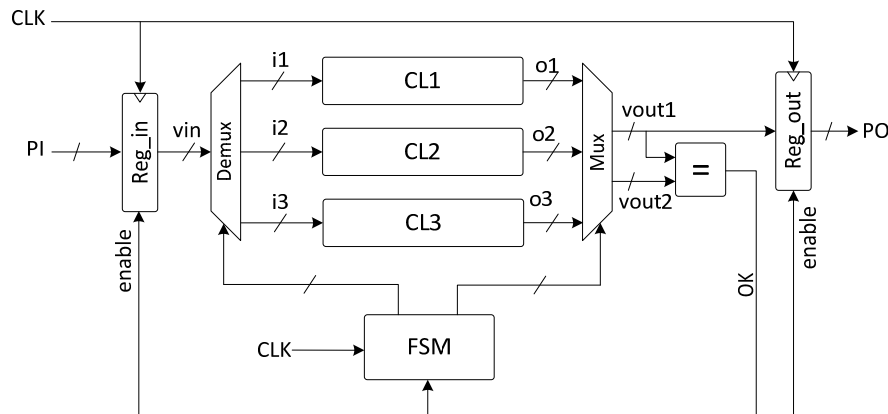 CLK
i1
CL1
o1
vout1
PI
Reg_in
vin
Demux
i2
CL2
o2
Mux
=
Reg_out
PO
i3
CL3
o3
vout2
enable
enable
OK
CLK
FSM